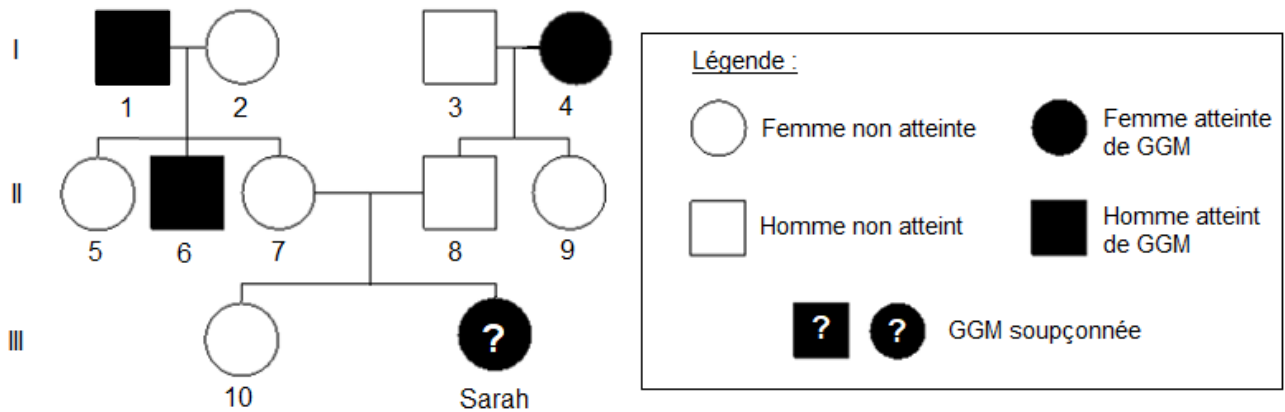 I
1 2 3 4
II
5 6 7 8 9
III
?
10 Sarah
Légende :
Femme non atteinte
Femme atteinte
de GGM
Homme non atteint
Homme atteint
de GGM
? ? GGM soupçonnée